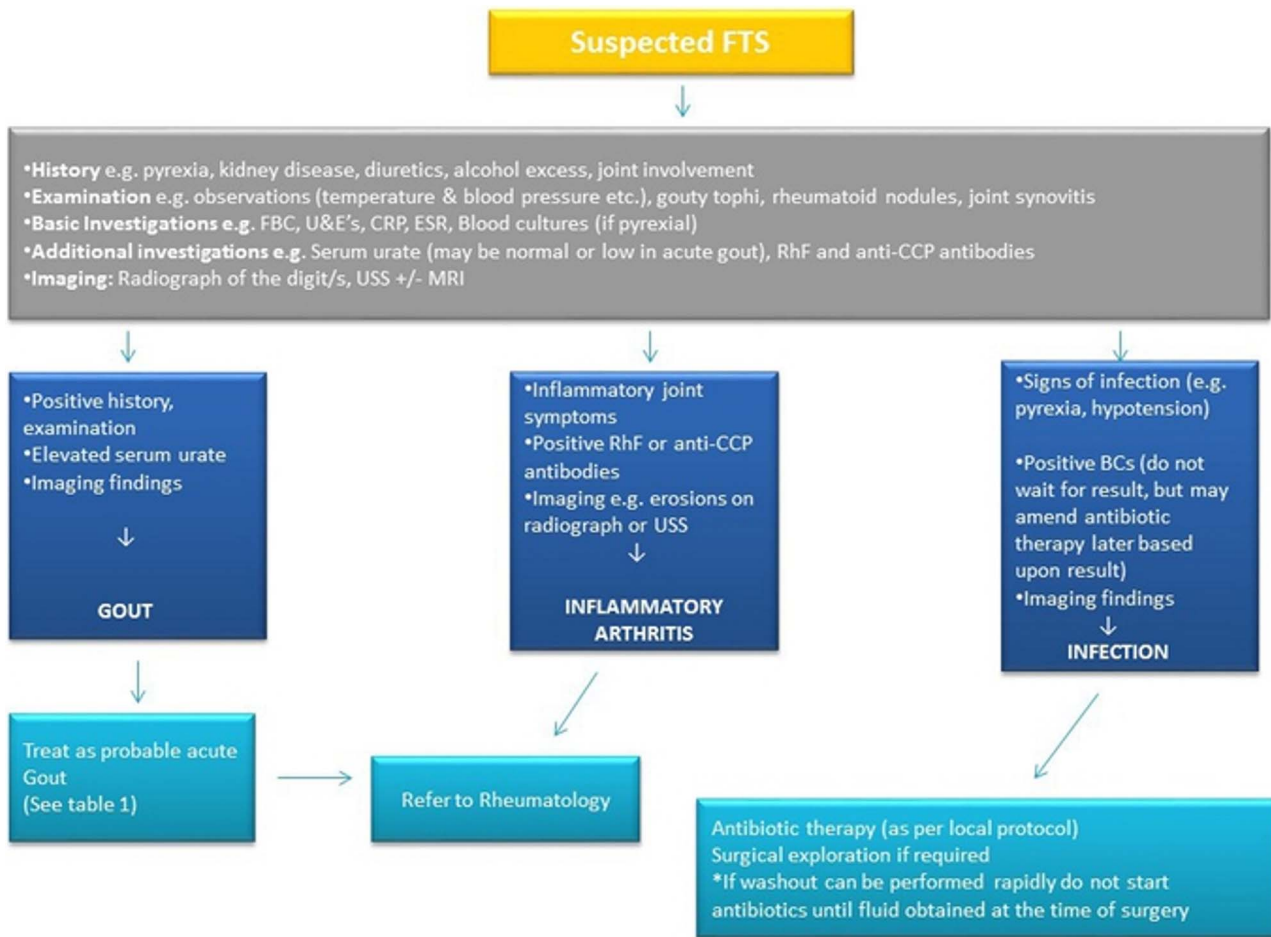 Suspected FTS
•History e.g. pyrexia, kidney disease, diuretics, alcohol excess, joint involvement
•Examination e.g. observations (temperature & blood pressure etc.), gouty tophi, rheumatoid nodules, joint synovitis
•Basic Investigations e.g. FBC, U&E's, CRP, ESR, Blood cultures (if pyrexial)
•Additional investigations e.g. Serum urate (may be normal or low in acute gout), RhF and anti-CCP antibodies
•Imaging: Radiograph of the digit/s, USS +/- MRI
•Positive history,
examination
•Elevated serum urate
•Imaging findings
↓
GOUT
•Inflammatory joint
symptoms
•Positive RhF or anti-CCP
antibodies
•Imaging e.g. erosions on
radiograph or USS
↓
INFLAMMATORY
ARTHRITIS
•Signs of infection (e.g.
pyrexia, hypotension)
•Positive BCs (do not
wait for result, but may
amend antibiotic
therapy later based
upon result)
•Imaging findings
↓
INFECTION
Treat as probable acute
Gout
(See table 1)
Refer to Rheumatology
Antibiotic therapy (as per local protocol)
Surgical exploration if required
*If washout can be performed rapidly do not start
antibiotics until fluid obtained at the time of surgery